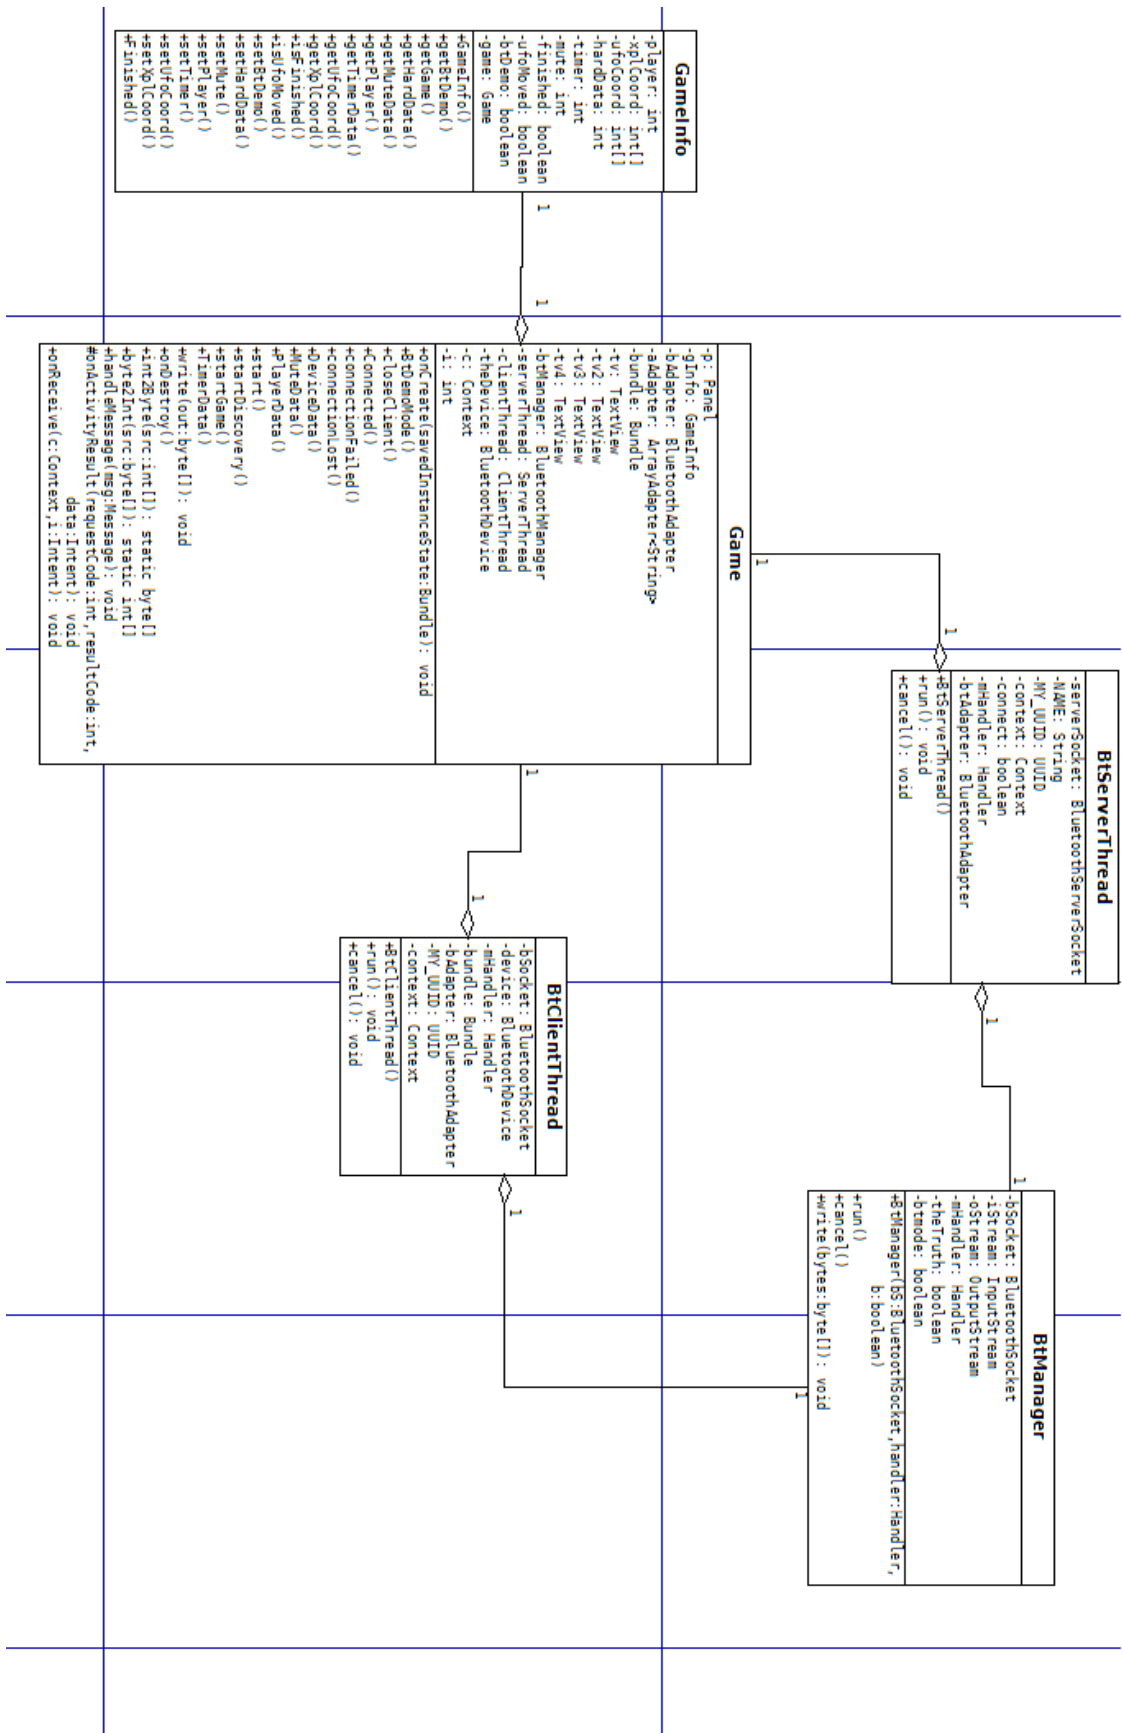 GameInfo
-player: int
-xplCoord: int[]
-ufoCoord: int[]
-hardData: int
-timer: int
-mute: int
-finished: boolean
-ufoMoved: boolean
-btDemo: boolean
-game: Game
+GameInfo()
+getBtDemo()
+getGame()
+getHardData()
+getMuteData()
+getPlayer()
+getTimerData()
+getUfoCoord()
+getXplCoord()
+isFinished()
+isUfoMoved()
+setBtDemo()
+setHardData()
+setMute()
+setPlayer()
+setTimer()
+setUfoCoord()
+setXplCoord()
+Finished()
1
1
Game
-p: Panel
-gInfo: GameInfo
-bAdapter: BluetoothAdapter
-aAdapter: ArrayAdapter<String>
-bundle: Bundle
-tv: TextView
-tv2: TextView
-tv3: TextView
-tv4: TextView
-btManager: BluetoothManager
-serverThread: ServerThread
-clientThread: ClientThread
-theDevice: BluetoothDevice
-c: Context
-i: int
+onCreate(savedInstanceState:Bundle): void
+BtDemoMode()
+closeClient()
+Connected()
+connectionFailed()
+connectionLost()
+DeviceData()
+MuteData()
+PlayerData()
+start()
+startDiscovery()
+startGame()
+TimerData()
+write(out:byte[]): void
+onDestroy()
+int2Byte(src:int[]): static byte[]
+byte2Int(src:byte[]): static int[]
+handleMessage(msg:Message): void
#onActivityResult(requestCode:int,resultCode:int,
data:Intent): void
+onReceive(c:Context,i:Intent): void
1
1
BtServerThread
-serverSocket: BluetoothServerSocket
-NAME: String
-MY_UUID: UUID
-context: Context
-connect: boolean
-mHandler: Handler
-btAdapter: BluetoothAdapter
+BtServerThread()
+run(): void
+cancel(): void
1
1
BtClientThread
-bSocket: BluetoothSocket
-device: BluetoothDevice
-mHandler: Handler
-bundle: Bundle
-bAdapter: BluetoothAdapter
-MY_UUID: UUID
-context: Context
+BtClientThread()
+run(): void
+cancel(): void
1
1
1
1
BtManager
-bSocket: BluetoothSocket
-iStream: InputStream
-oStream: OutputStream
-mHandler: Handler
-theTruth: boolean
-btmode: boolean
+BtManager(bS:BluetoothSocket,handler:Handler,
b:boolean)
+run()
+cancel()
+write(bytes:byte[]): void